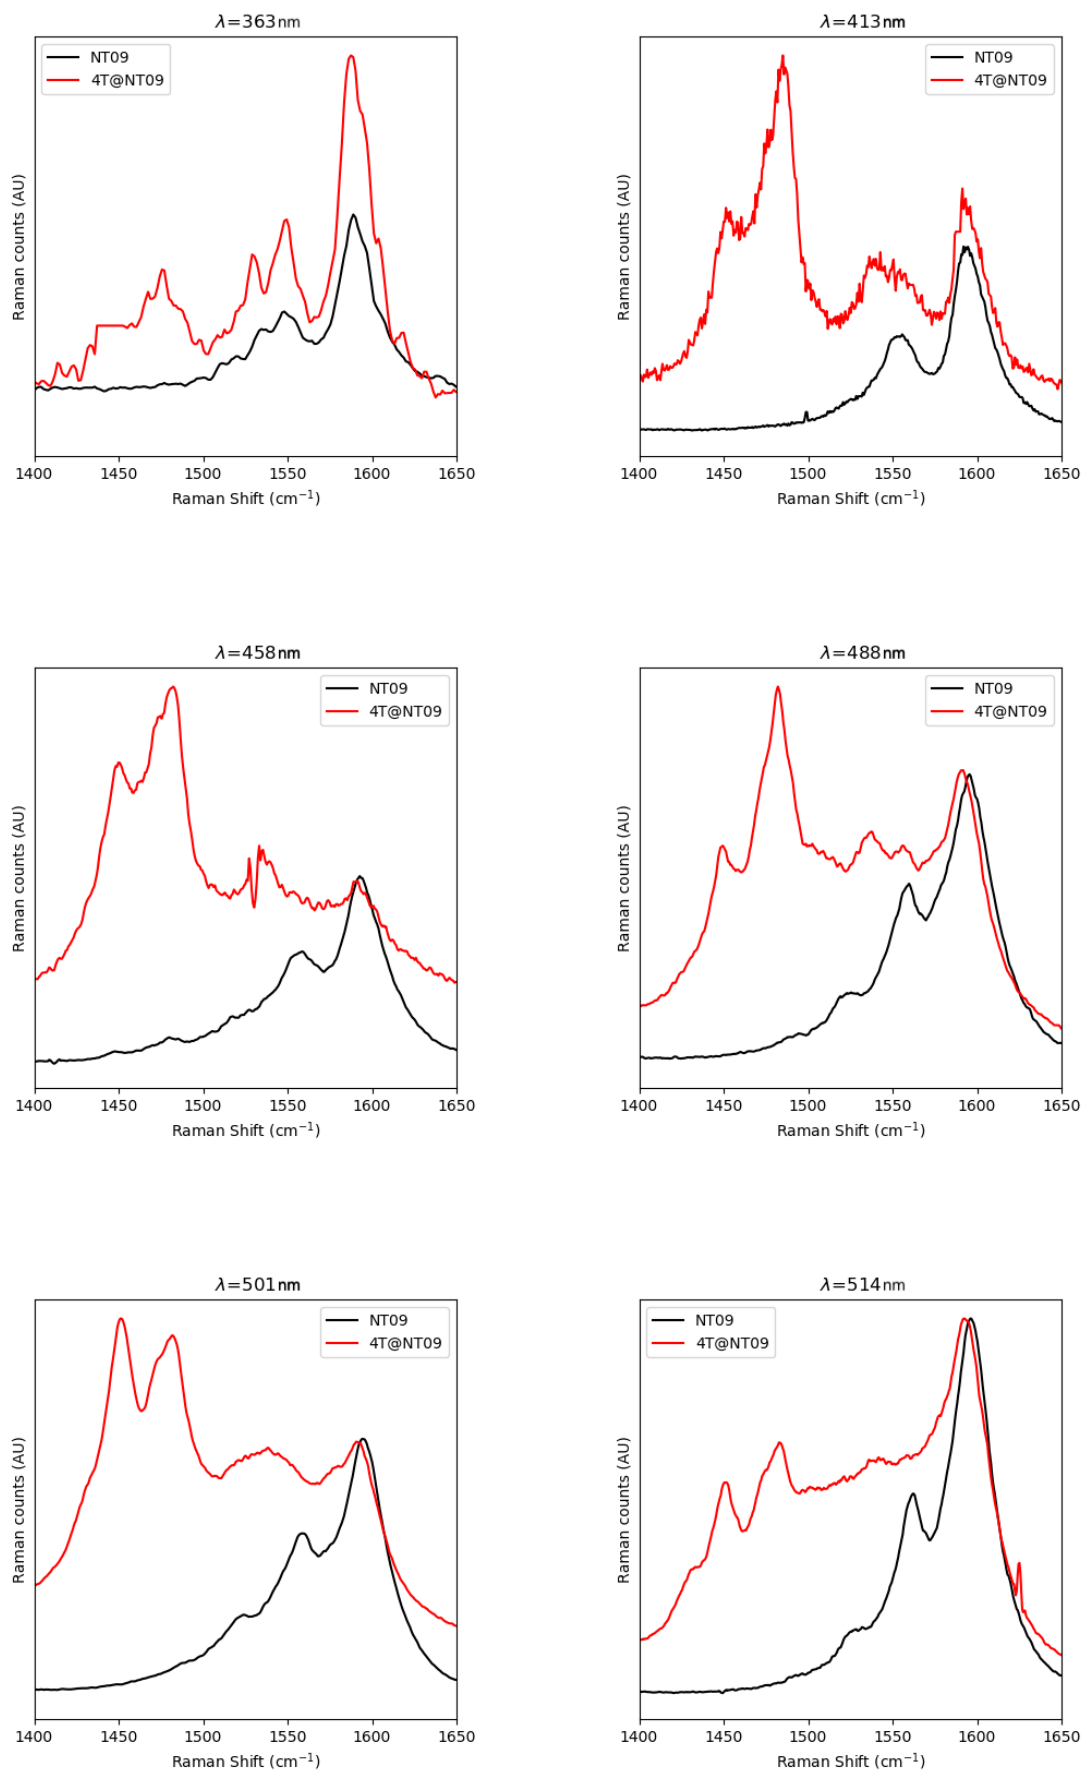 λ=363nm
NT09
4T@NT09
Raman counts (AU)
1400 1450 1500 1550 1600 1650
Raman Shift (cm⁻¹)
λ=413nm
NT09
4T@NT09
Raman counts (AU)
1400 1450 1500 1550 1600 1650
Raman Shift (cm⁻¹)
λ=458nm
NT09
4T@NT09
Raman counts (AU)
1400 1450 1500 1550 1600 1650
Raman Shift (cm⁻¹)
λ=488nm
NT09
4T@NT09
Raman counts (AU)
1400 1450 1500 1550 1600 1650
Raman Shift (cm⁻¹)
λ=501nm
NT09
4T@NT09
Raman counts (AU)
1400 1450 1500 1550 1600 1650
Raman Shift (cm⁻¹)
λ=514nm
NT09
4T@NT09
Raman counts (AU)
1400 1450 1500 1550 1600 1650
Raman Shift (cm⁻¹)